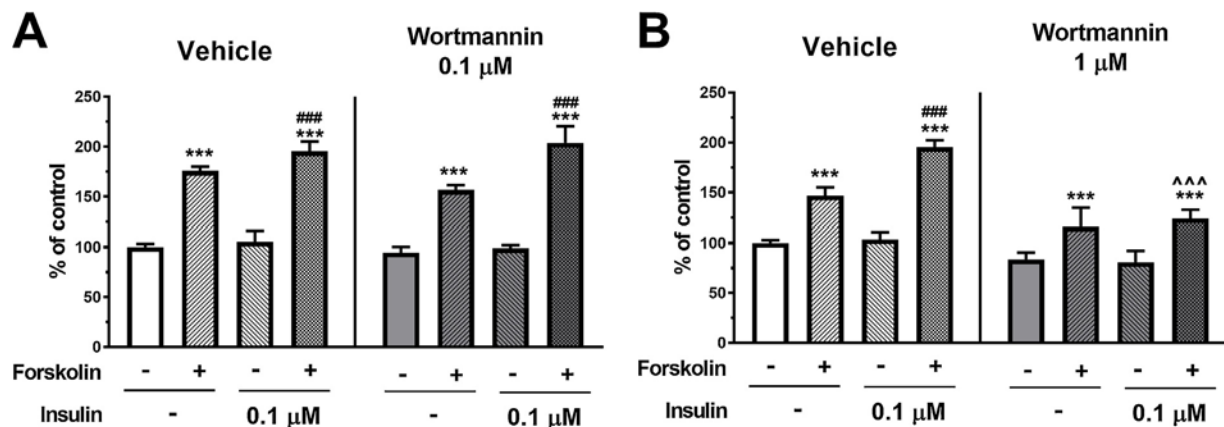 A
Vehicle
Wortmannin
0.1 μM
% of control
250
200
150
100
50
0
***
###
***
***
###
***
Forskolin - + - + - + - +
Insulin - 0.1 μM - 0.1 μM
B
Vehicle
Wortmannin
1 μM
% of control
250
200
150
100
50
0
***
###
***
***
^^^
***
Forskolin - + - + - + - +
Insulin - 0.1 μM - 0.1 μM